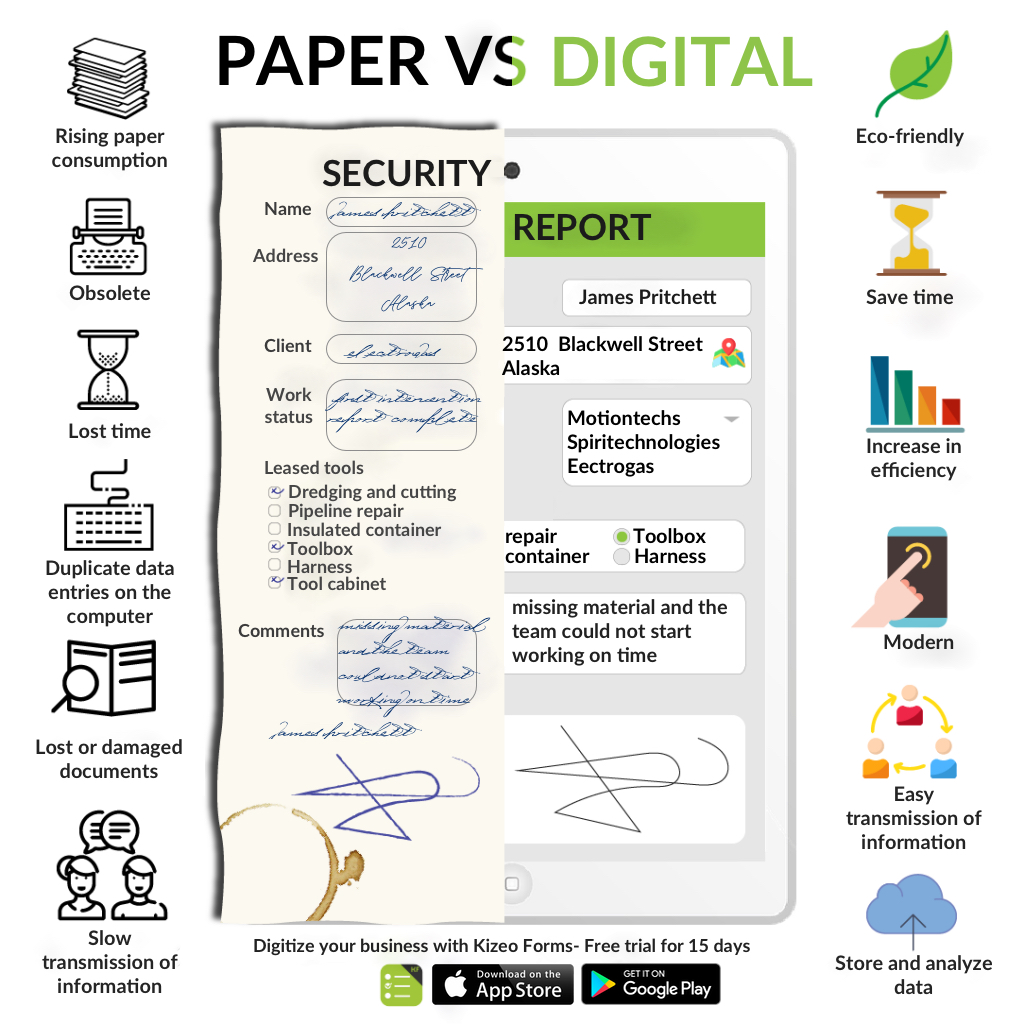 PAPER VS DIGITAL
Rising paper
consumption
Obsolete
Lost time
Duplicate data
entries on the
computer
Lost or damaged
documents
Slow
transmission of
information
SECURITY
Name
James Pritchett
Address
2510
Blackwell Street
Alaska
Client
electrogas
Work
status
first intervention
report complete
Leased tools
Dredging and cutting
Pipeline repair
Insulated container
Toolbox
Harness
Tool cabinet
Comments
missing material
and the team
could not start
working on time
James Pritchett
REPORT
James Pritchett
2510 Blackwell Street
Alaska
Motiontechs
Spiritechnologies
Eectrogas
repair
container
Toolbox
Harness
missing material and the
team could not start
working on time
Eco-friendly
Save time
Increase in
efficiency
Modern
Easy
transmission of
information
Store and analyze
data
Digitize your business with Kizeo Forms- Free trial for 15 days
KF
Download on the
App Store
GET IT ON
Google Play